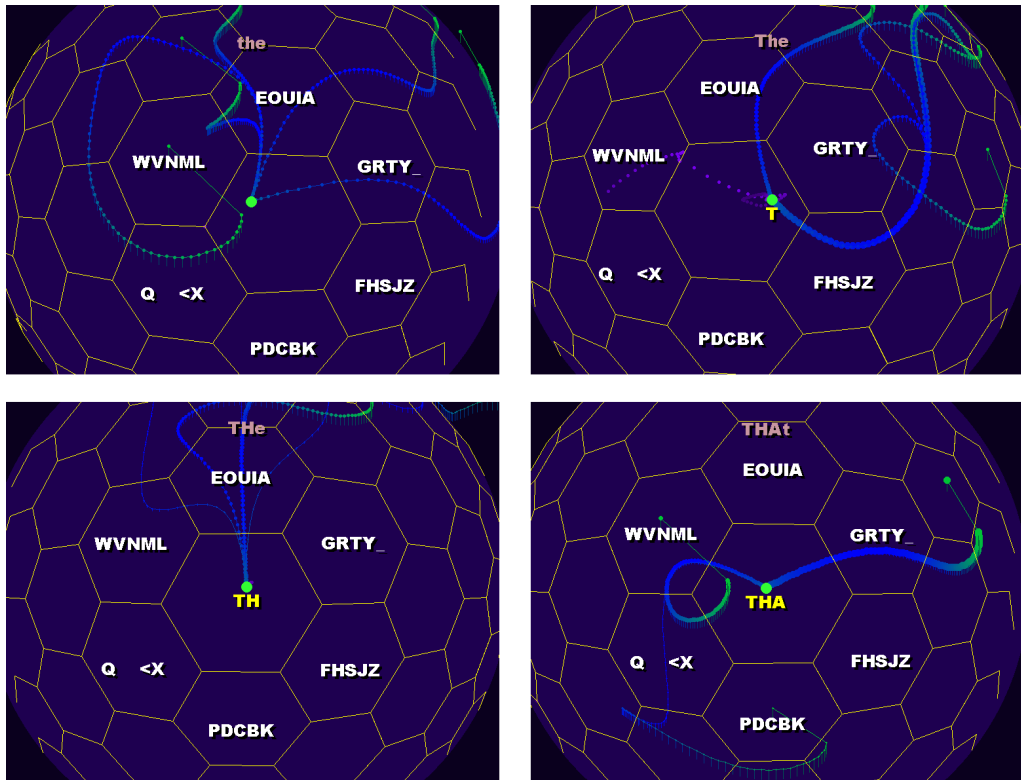 the
EOUIA
WVNML
GRTY_
Q <X
FHSJZ
PDCBK
The
EOUIA
WVNML
GRTY_
T
Q <X
FHSJZ
PDCBK
THe
EOUIA
WVNML
GRTY_
TH
Q <X
FHSJZ
PDCBK
THAt
EOUIA
WVNML
GRTY_
THA
Q <X
FHSJZ
PDCBK